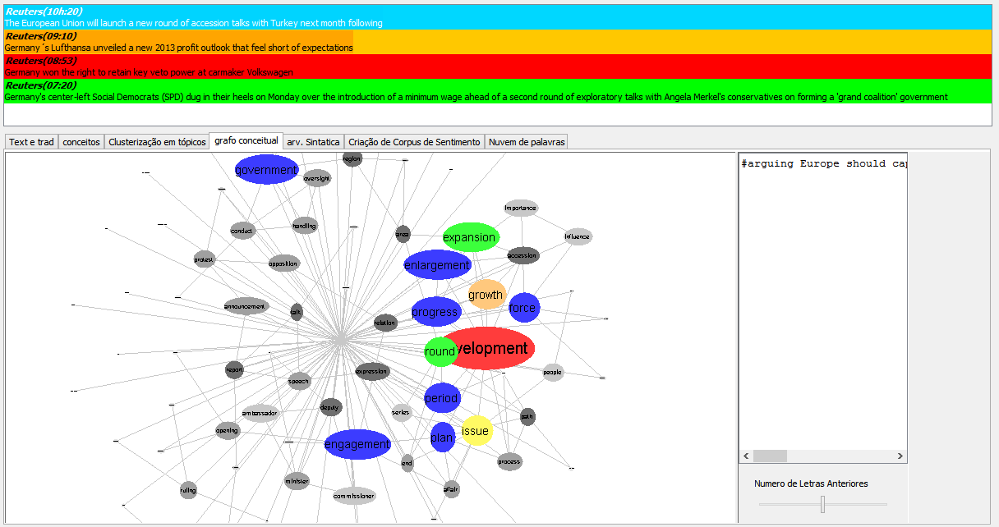 Reuters(10h:20)
The European Union will launch a new round of accession talks with Turkey next month following
Reuters(09:10)
Germany´s Lufthansa unveiled a new 2013 profit outlook that feel short of expectations
Reuters(08:53)
Germany won the right to retain key veto power at carmaker Volkswagen
Reuters(07:20)
Germany's center-left Social Democrats (SPD) dug in their heels on Monday over the introduction of a minimum wage ahead of a second round of exploratory talks with Angela Merkel's conservatives on forming a 'grand coalition' government
Text e trad conceitos Clusterização em tópicos grafo conceitual arv. Sintatica Criação de Corpus de Sentimento Nuvem de palavras
#arguing Europe should cap
region
government
oversight
importance
handling
conduct
area
expansion
influence
accession
protest
opposition
enlargement
growth
announcement
talk
progress
force
relation
round
velopment
report
expression
people
speech
period
deputy
ambassador
series
path
opening
issue
plan
engagement
end
process
minister
ruling
affair
commissioner
Numero de Letras Anteriores